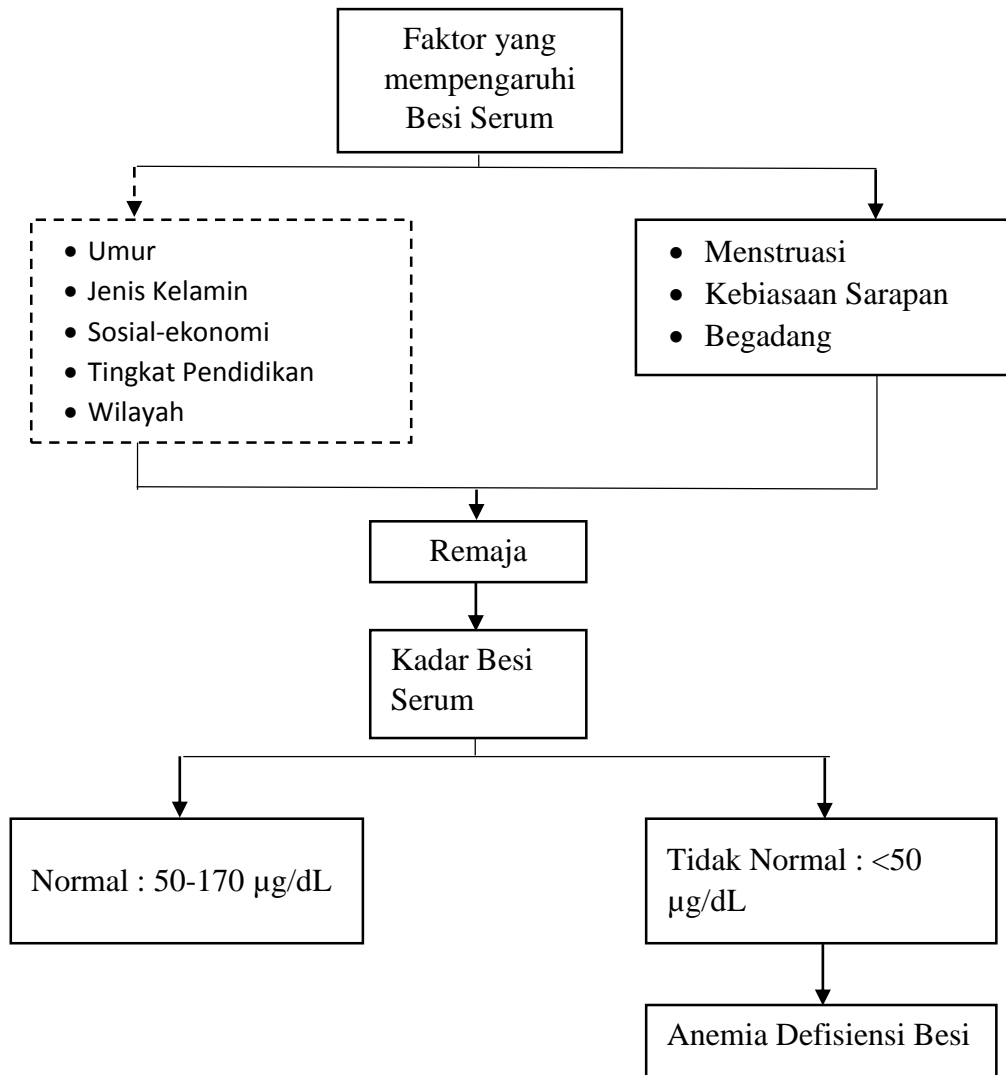 Faktor yang
mempengaruhi
Besi Serum
• Umur
• Jenis Kelamin
• Sosial-ekonomi
• Tingkat Pendidikan
• Wilayah
• Menstruasi
• Kebiasaan Sarapan
• Begadang
Remaja
Kadar Besi
Serum
Normal : 50-170 µg/dL
Tidak Normal : <50
µg/dL
Anemia Defisiensi Besi